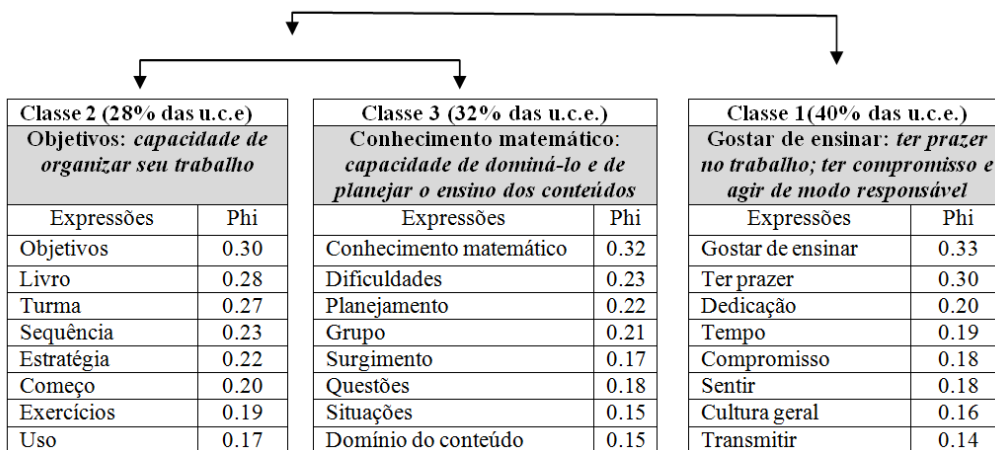 Classe 2 (28% das u.c.e)
Objetivos: capacidade de
organizar seu trabalho
Expressões Phi
Objetivos 0.30
Livro 0.28
Turma 0.27
Sequência 0.23
Estratégia 0.22
Começo 0.20
Exercícios 0.19
Uso 0.17
Classe 3 (32% das u.c.e.)
Conhecimento matemático:
capacidade de dominá-lo e de
planejar o ensino dos conteúdos
Expressões Phi
Conhecimento matemático 0.32
Dificuldades 0.23
Planejamento 0.22
Grupo 0.21
Surgimento 0.17
Questões 0.18
Situações 0.15
Domínio do conteúdo 0.15
Classe 1(40% das u.c.e.)
Gostar de ensinar: ter prazer
no trabalho; ter compromisso e
agir de modo responsável
Expressões Phi
Gostar de ensinar 0.33
Ter prazer 0.30
Dedicação 0.20
Tempo 0.19
Compromisso 0.18
Sentir 0.18
Cultura geral 0.16
Transmitir 0.14